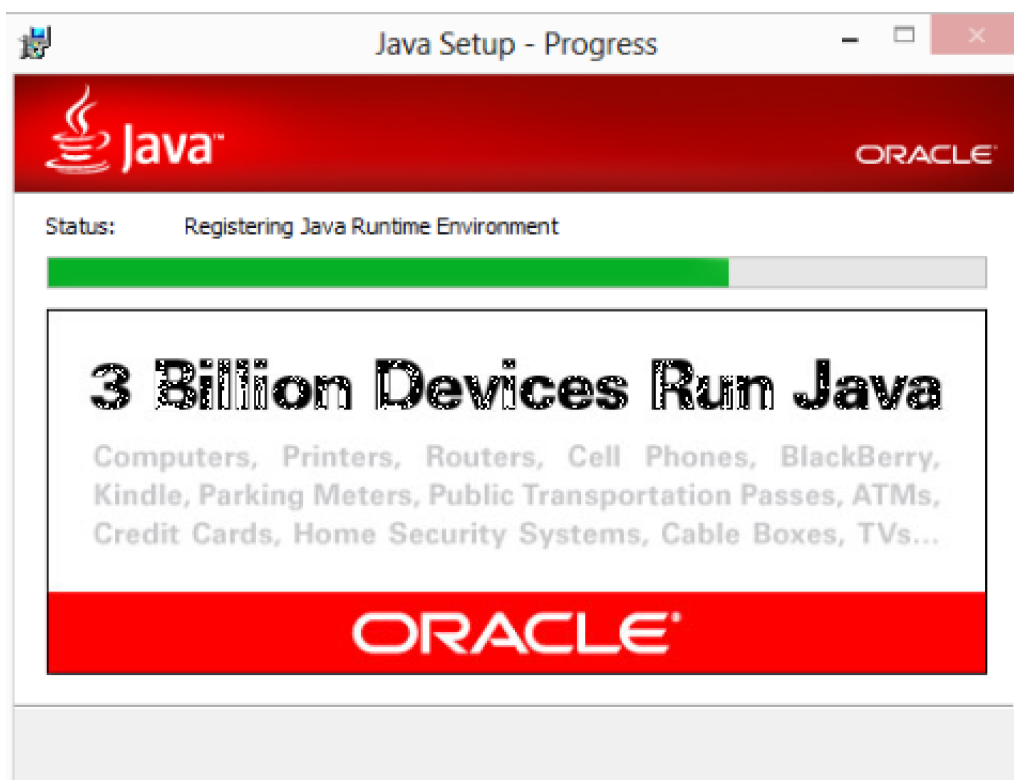 Java Setup - Progress
Java™
ORACLE®
Status: Registering Java Runtime Environment
3 Billion Devices Run Java
Computers, Printers, Routers, Cell Phones, BlackBerry,
Kindle, Parking Meters, Public Transportation Passes, ATMs,
Credit Cards, Home Security Systems, Cable Boxes, TVs...
ORACLE®